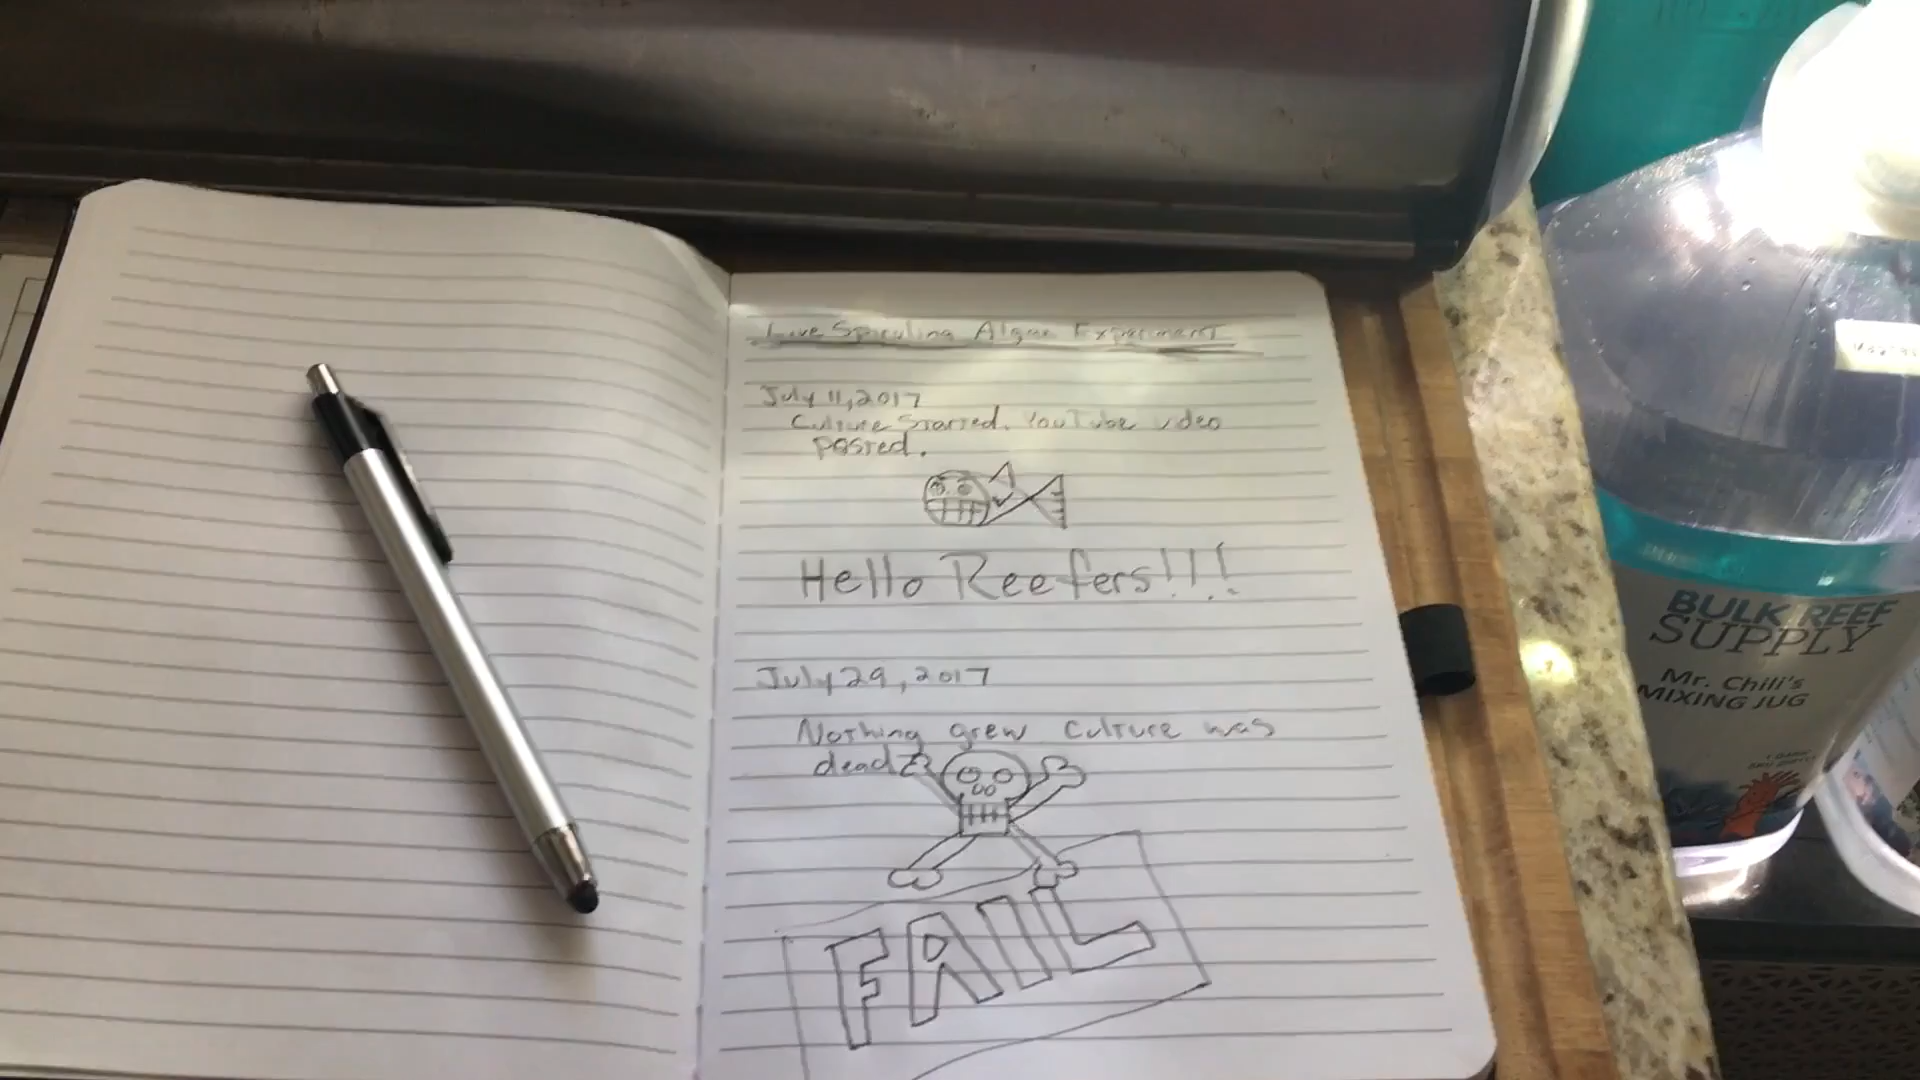 Live Spirulina Algae Experiment
July 11, 2017
Culture Started. YouTube video
posted.
Hello Reefers!!!
July 29, 2017
Nothing grew Culture was
dead
FAIL
BULK REEF
SUPPLY
Mr. Chili's
MIXING JUG